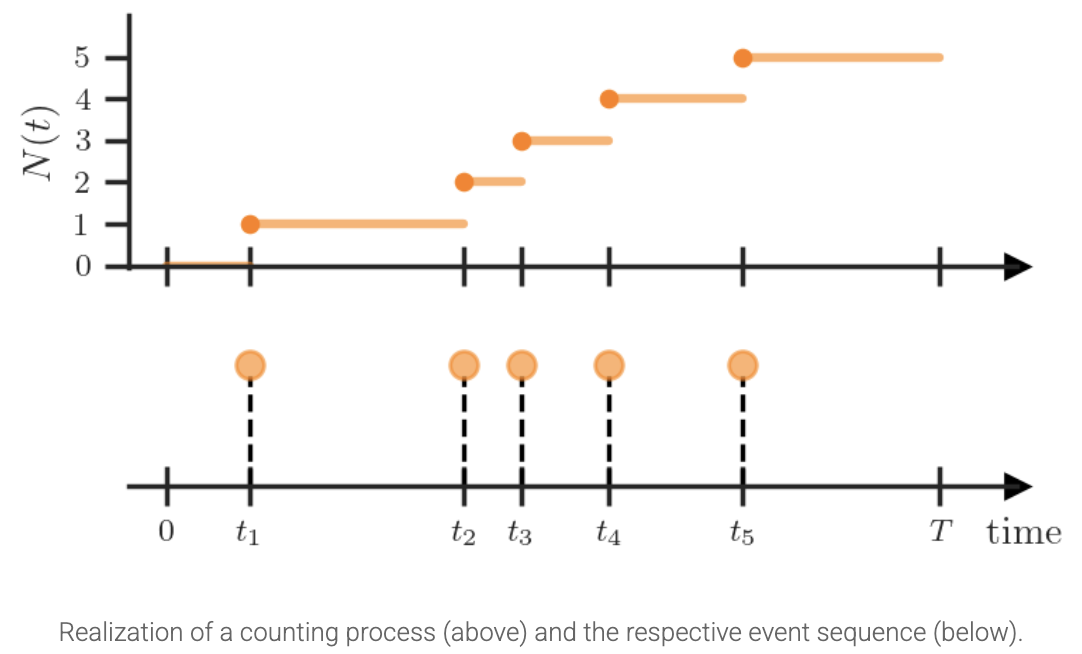 5
4
3
2
1
0
N(t)
0 t₁ t₂ t₃ t₄ t₅ T time
Realization of a counting process (above) and the respective event sequence (below).